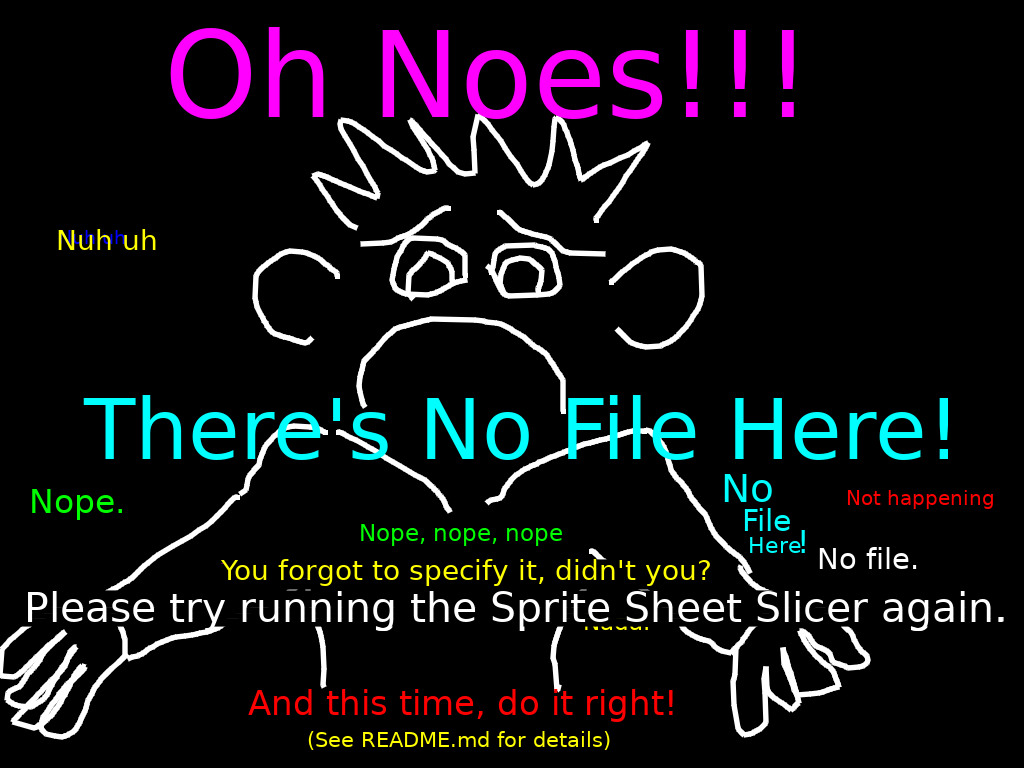 Oh Noes!!!
Nuh uh
There's No File Here!
Nope.
No
File
Here!
Not happening
Nope, nope, nope
No file.
You forgot to specify it, didn't you?
Please try running the Sprite Sheet Slicer again.
And this time, do it right!
(See README.md for details)